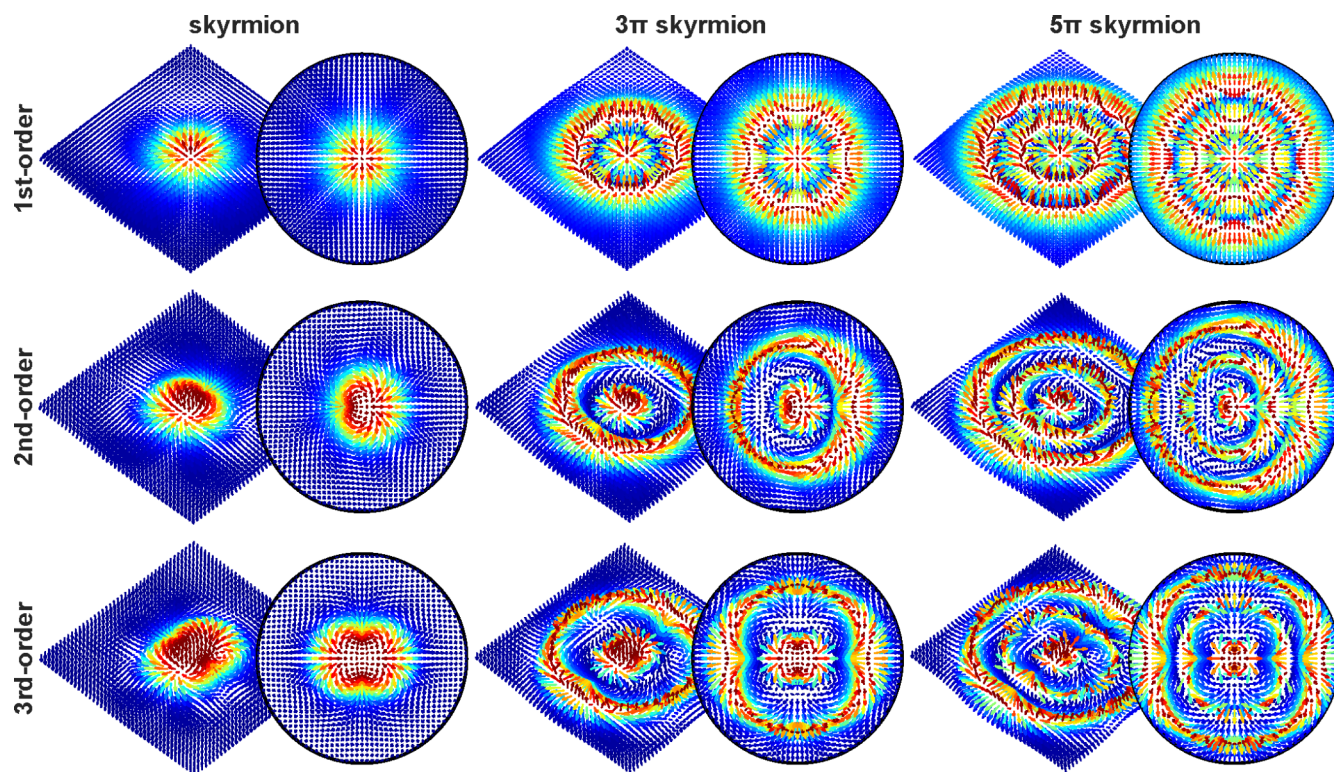 skyrmion
3π skyrmion
5π skyrmion
1st-order
2nd-order
3rd-order